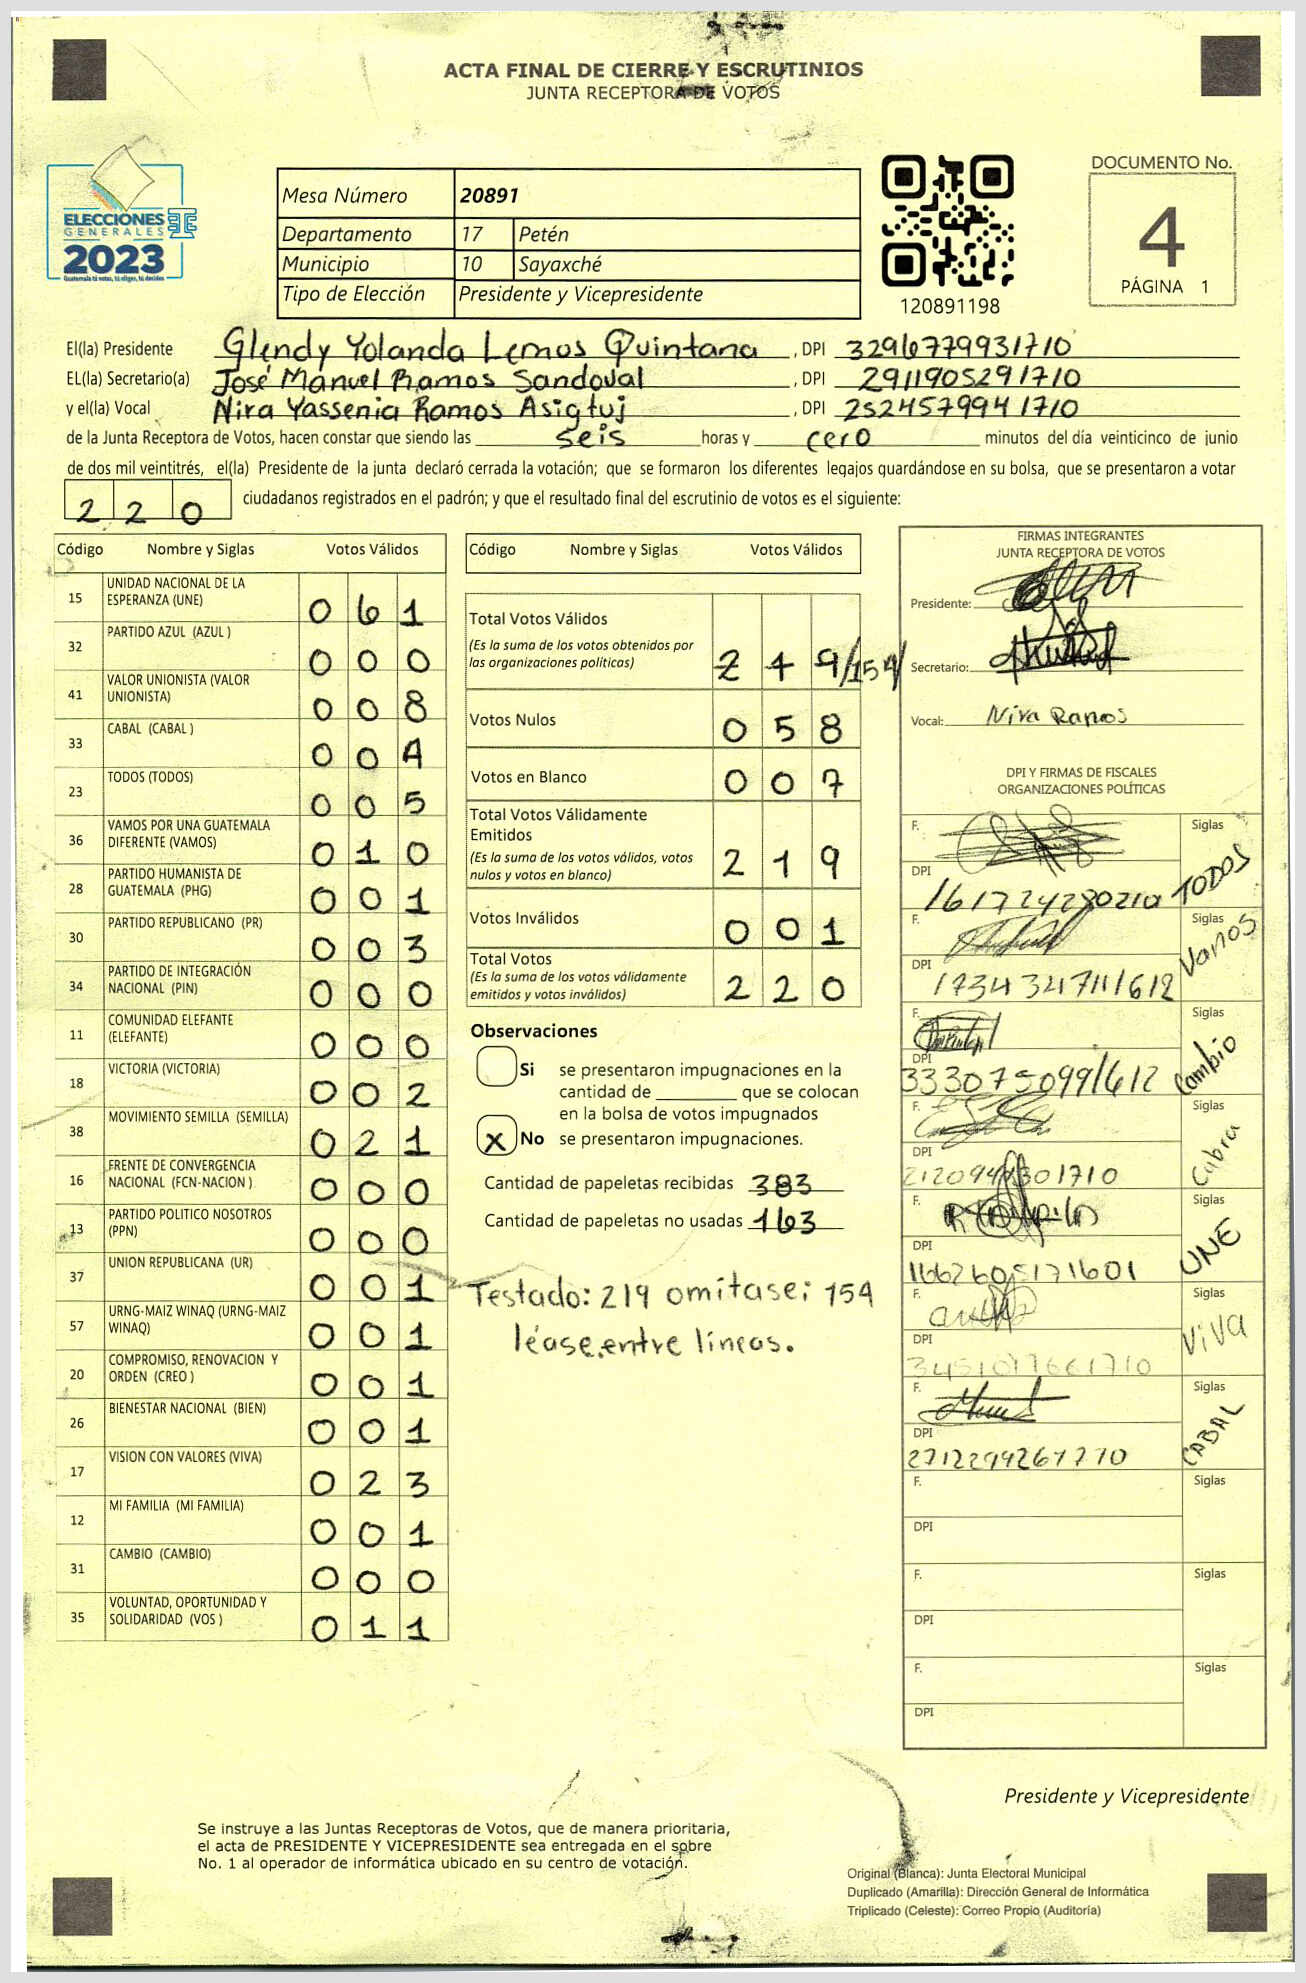 ACTA FINAL DE CIERRE Y ESCRUTINIOS
JUNTA RECEPTORA DE VOTOS
ELECCIONES
GENERALES
2023
Guatemala tú votas, tú eliges, tú decides
Mesa Número 20891
Departamento 17 Petén
Municipio 10 Sayaxché
Tipo de Elección Presidente y Vicepresidente
120891198
DOCUMENTO No.
4
PÁGINA 1
El(la) Presidente Glendy Yolanda Lemos Quintana , DPI 3296779931710
EL(la) Secretario(a) José Manuel Ramos Sandoval , DPI 2911905291710
y el(la) Vocal Nira Yassenia Ramos Asigtuj , DPI 2524579941710
de la Junta Receptora de Votos, hacen constar que siendo las seis horas y cero minutos del día veinticinco de junio
de dos mil veintitrés, el(la) Presidente de la junta declaró cerrada la votación; que se formaron los diferentes legajos guardándose en su bolsa, que se presentaron a votar
220 ciudadanos registrados en el padrón; y que el resultado final del escrutinio de votos es el siguiente:
Código Nombre y Siglas Votos Válidos
15 UNIDAD NACIONAL DE LA ESPERANZA (UNE) 0 6 1
32 PARTIDO AZUL (AZUL ) 0 0 0
41 VALOR UNIONISTA (VALOR UNIONISTA) 0 0 8
33 CABAL (CABAL ) 0 0 4
23 TODOS (TODOS) 0 0 5
36 VAMOS POR UNA GUATEMALA DIFERENTE (VAMOS) 0 1 0
28 PARTIDO HUMANISTA DE GUATEMALA (PHG) 0 0 1
30 PARTIDO REPUBLICANO (PR) 0 0 3
34 PARTIDO DE INTEGRACIÓN NACIONAL (PIN) 0 0 0
11 COMUNIDAD ELEFANTE (ELEFANTE) 0 0 0
18 VICTORIA (VICTORIA) 0 0 2
38 MOVIMIENTO SEMILLA (SEMILLA) 0 2 1
16 FRENTE DE CONVERGENCIA NACIONAL (FCN-NACION ) 0 0 0
13 PARTIDO POLITICO NOSOTROS (PPN) 0 0 0
37 UNION REPUBLICANA (UR) 0 0 1
57 URNG-MAIZ WINAQ (URNG-MAIZ WINAQ) 0 0 1
20 COMPROMISO, RENOVACION Y ORDEN (CREO ) 0 0 1
26 BIENESTAR NACIONAL (BIEN) 0 0 1
17 VISION CON VALORES (VIVA) 0 2 3
12 MI FAMILIA (MI FAMILIA) 0 0 1
31 CAMBIO (CAMBIO) 0 0 0
35 VOLUNTAD, OPORTUNIDAD Y SOLIDARIDAD (VOS ) 0 1 1
Código Nombre y Siglas Votos Válidos
Total Votos Válidos
(Es la suma de los votos obtenidos por
las organizaciones políticas) 2 1 9/154/
Votos Nulos 0 5 8
Votos en Blanco 0 0 7
Total Votos Válidamente
Emitidos
(Es la suma de los votos válidos, votos
nulos y votos en blanco) 2 1 9
Votos Inválidos 0 0 1
Total Votos
(Es la suma de los votos válidamente
emitidos y votos inválidos) 2 2 0
Observaciones
Si se presentaron impugnaciones en la
cantidad de ________ que se colocan
en la bolsa de votos impugnados
X No se presentaron impugnaciones.
Cantidad de papeletas recibidas 383
Cantidad de papeletas no usadas 163
Testado: 219 omítase; 154
léase entre líneas.
FIRMAS INTEGRANTES
JUNTA RECEPTORA DE VOTOS
Presidente:
Secretario:
Vocal: Nira Ramos
DPI Y FIRMAS DE FISCALES
ORGANIZACIONES POLÍTICAS
F. Siglas TODOS
DPI
F. Siglas Vamos
DPI
F. Siglas Cambio
DPI 3330750991612
F. Siglas Cabra
DPI
F. Siglas UNE
DPI 1662605171601
F. Siglas VIVA
DPI
F. Siglas CABAL
DPI
F. Siglas
DPI
F. Siglas
DPI
F. Siglas
DPI
Presidente y Vicepresidente
Se instruye a las Juntas Receptoras de Votos, que de manera prioritaria,
el acta de PRESIDENTE Y VICEPRESIDENTE sea entregada en el sobre
No. 1 al operador de informática ubicado en su centro de votación.
Original (Blanca): Junta Electoral Municipal
Duplicado (Amarilla): Dirección General de Informática
Triplicado (Celeste): Correo Propio (Auditoría)